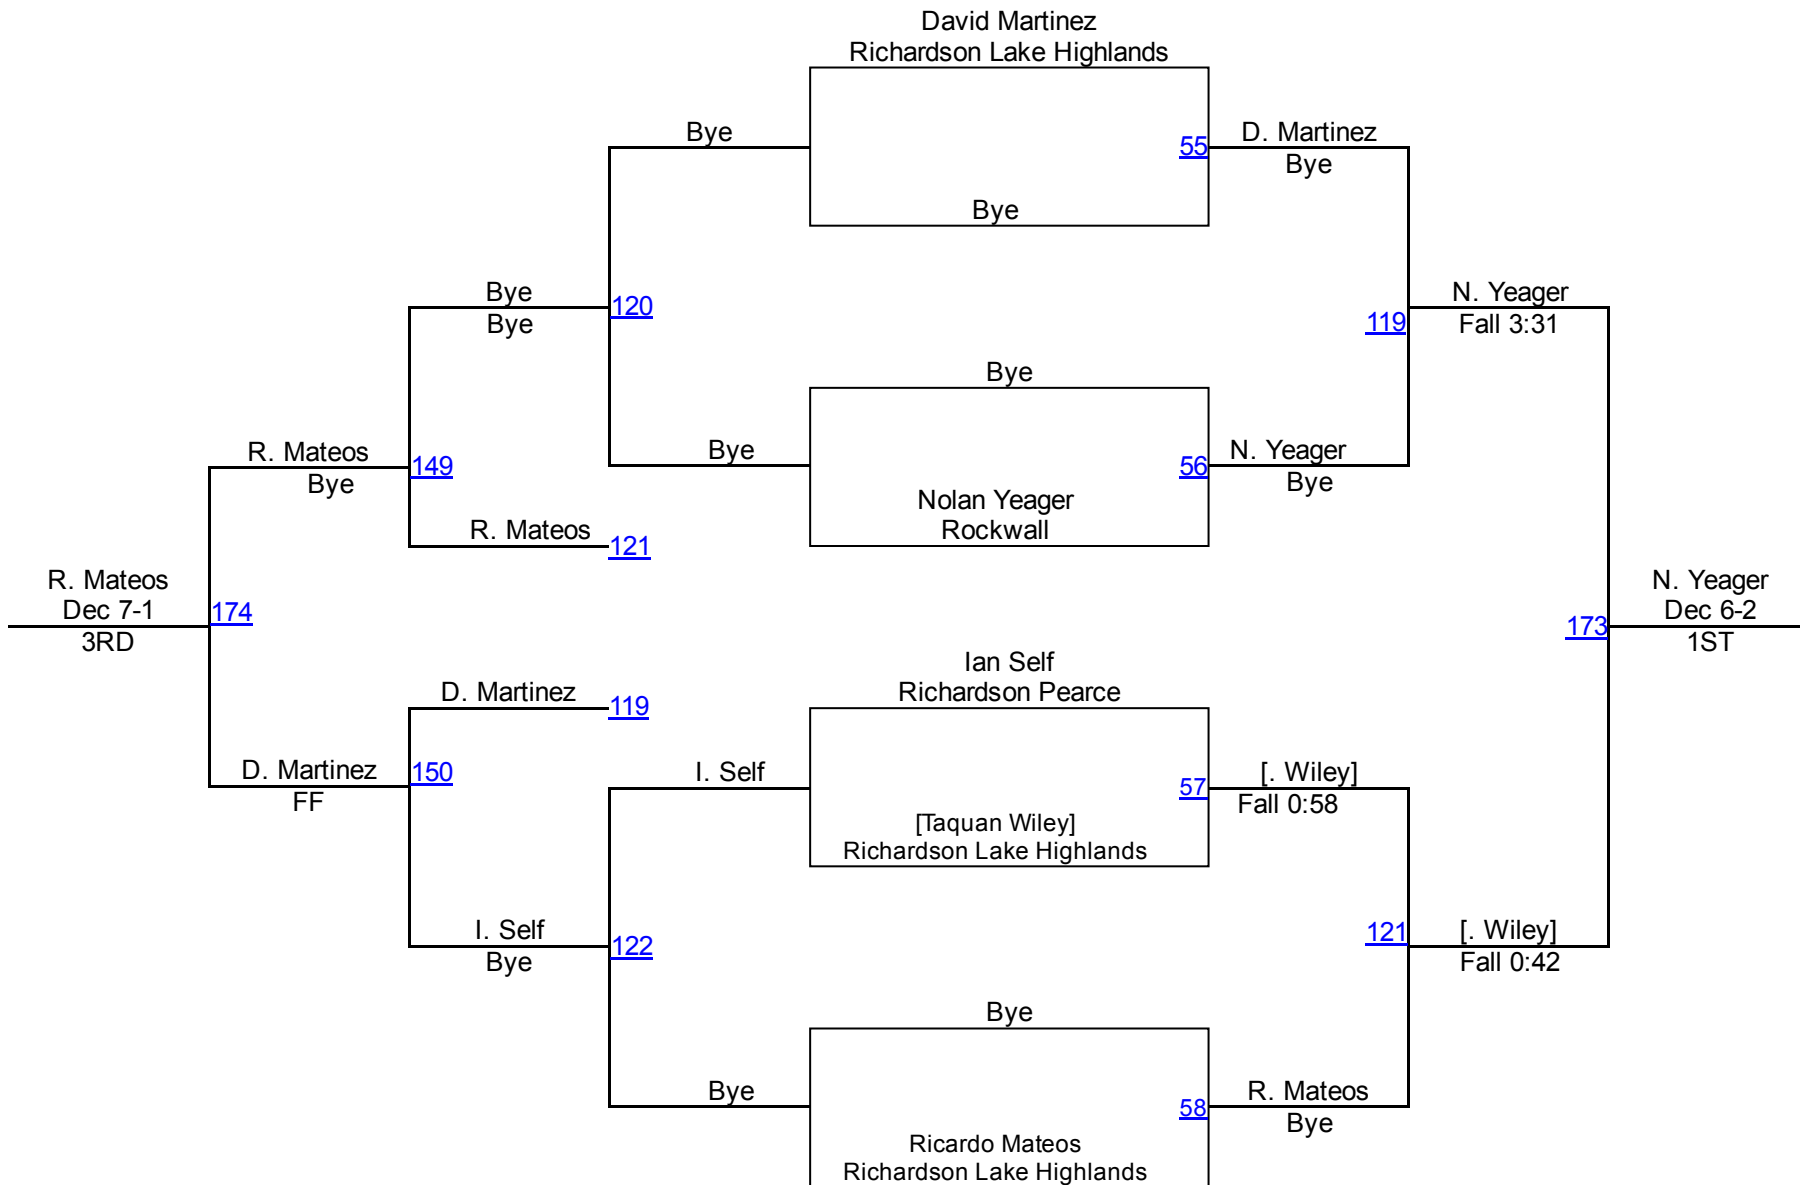 David Martinez
Richardson Lake Highlands
Bye
55
D. Martinez
Bye
Bye
Bye
Bye
120
N. Yeager
Fall 3:31
119
Bye
R. Mateos
Bye
149
Bye
56
N. Yeager
Bye
Nolan Yeager
Rockwall
R. Mateos
121
R. Mateos
Dec 7-1
3RD
174
N. Yeager
Dec 6-2
1ST
173
Ian Self
Richardson Pearce
D. Martinez
119
D. Martinez
FF
150
I. Self
57
[. Wiley]
Fall 0:58
[Taquan Wiley]
Richardson Lake Highlands
I. Self
Bye
122
121
[. Wiley]
Fall 0:42
Bye
Bye
58
R. Mateos
Bye
Ricardo Mateos
Richardson Lake Highlands